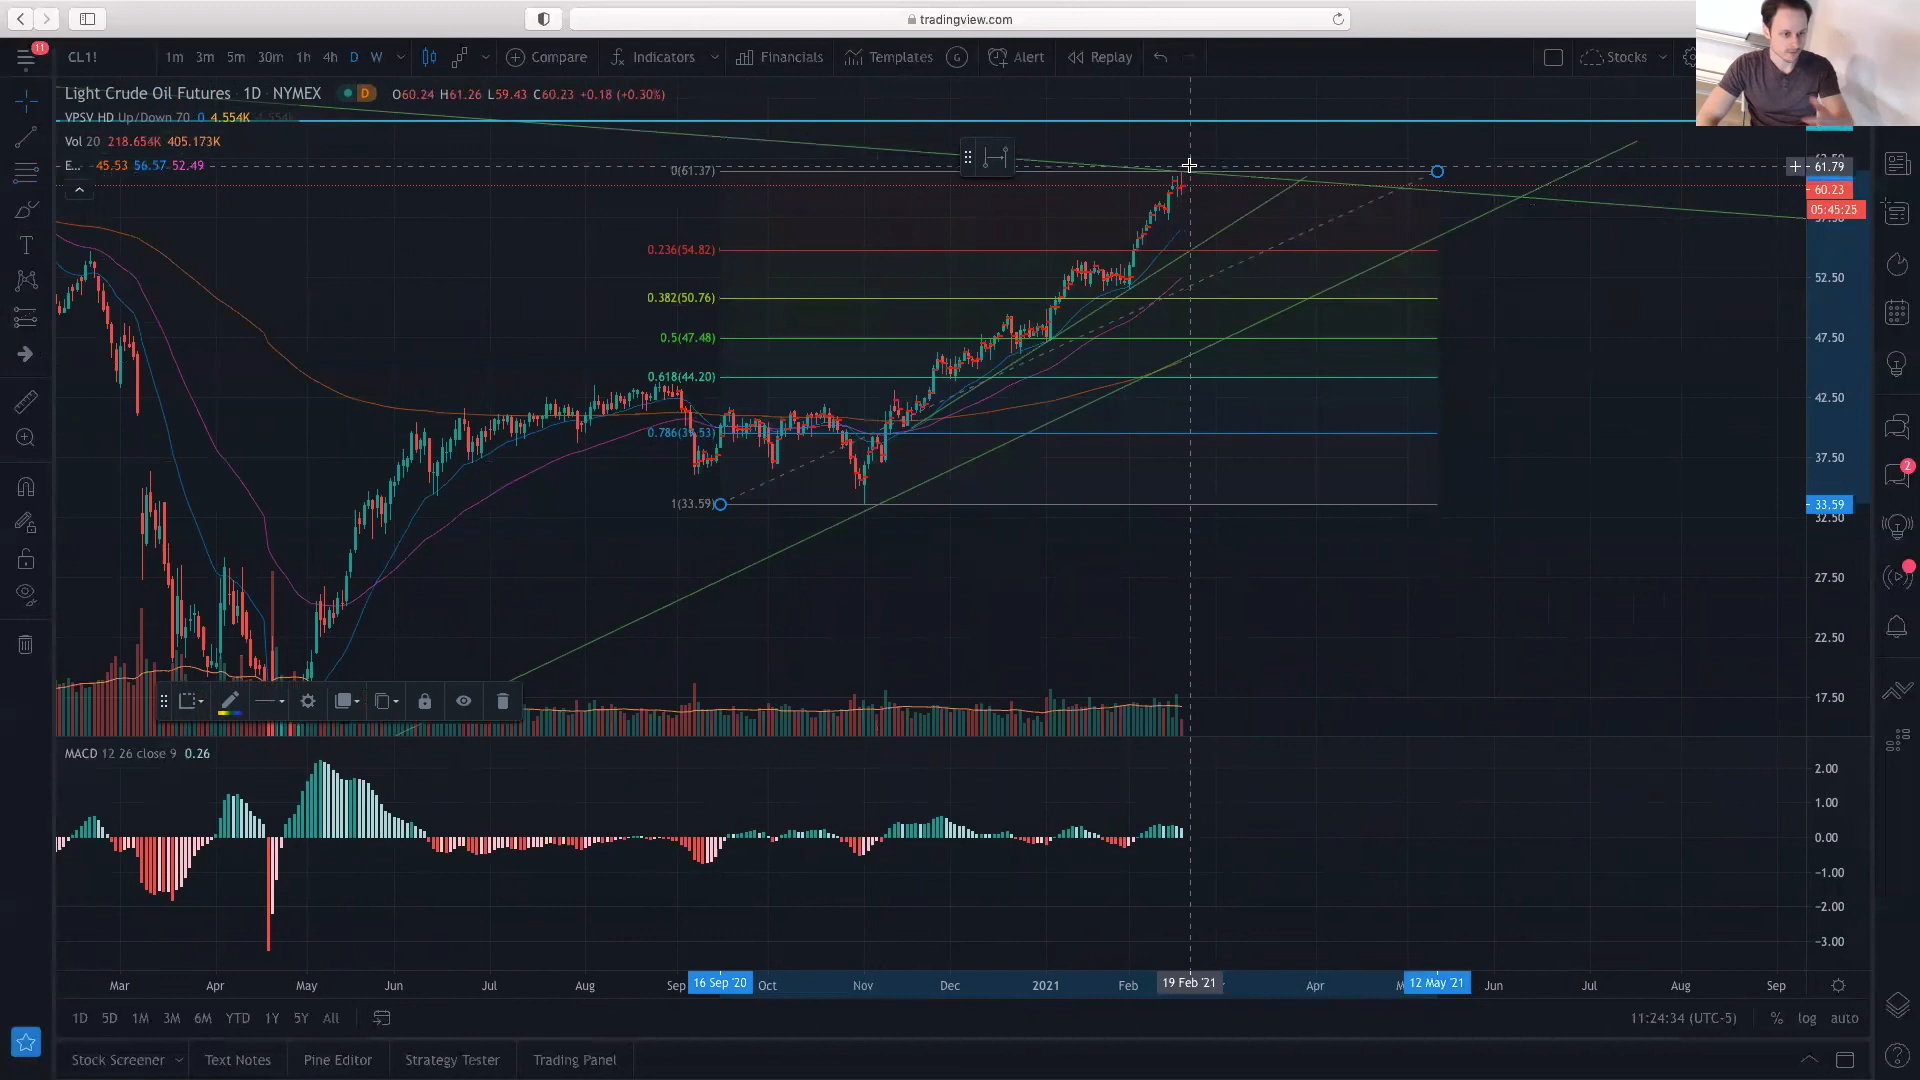 tradingview.com
11
CL1!
1m 3m 5m 30m 1h 4h D W
Compare
Indicators
Financials
Templates
G
Alert
Replay
Stocks
Light Crude Oil Futures · 1D · NYMEX
D
O60.24 H61.26 L59.43 C60.23 +0.18 (+0.30%)
VPSV HD Up/Down 70 0 4.554K
Vol 20 218.654K 405.173K
E... 45.53 56.57 52.49
0(61.37)
0.236(54.82)
0.382(50.76)
0.5(47.48)
0.618(44.20)
1(33.59)
61.79
60.23
05:45:25
52.50
47.50
42.50
37.50
33.59
32.50
27.50
22.50
17.50
2
MACD 12 26 close 9 0.26
2.00
1.00
0.00
-1.00
-2.00
-3.00
Mar Apr May Jun Jul Aug Sep 16 Sep '20 Oct Nov Dec 2021 Feb 19 Feb '21 Apr 12 May '21 Jun Jul Aug Sep
1D 5D 1M 3M 6M YTD 1Y 5Y All
11:24:34 (UTC-5)
% log auto
Stock Screener
Text Notes
Pine Editor
Strategy Tester
Trading Panel